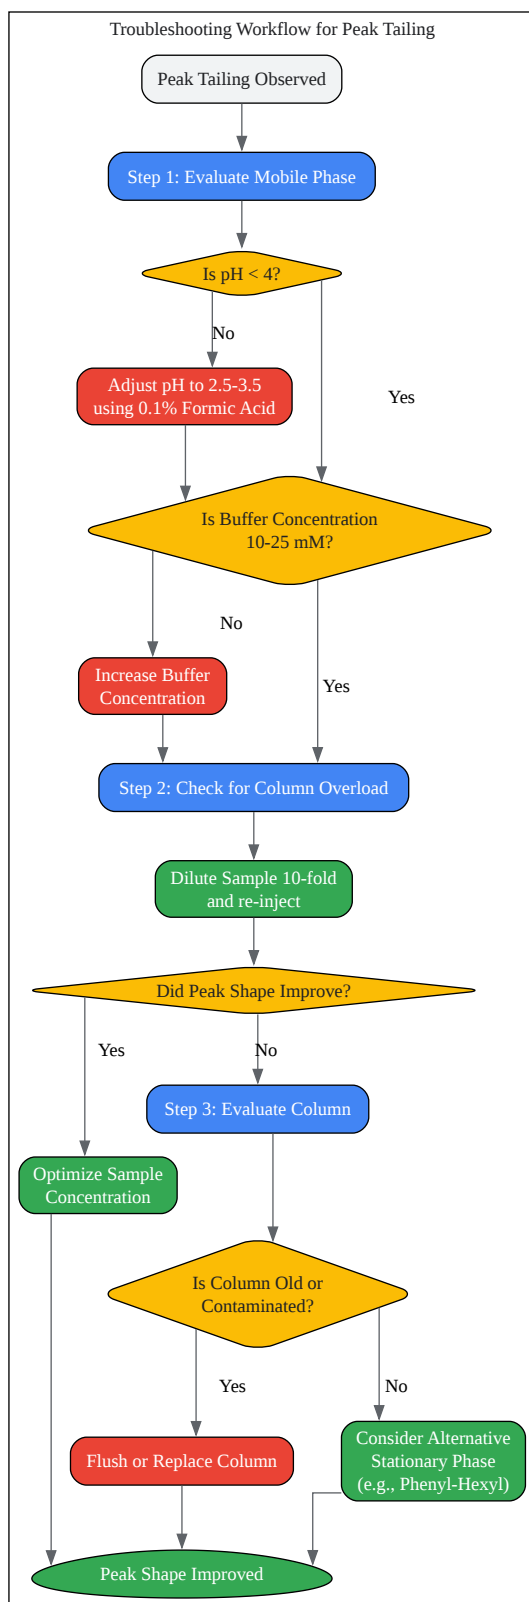 Troubleshooting Workflow for Peak Tailing
Peak Tailing Observed
Step 1: Evaluate Mobile Phase
Is pH < 4?
No
Adjust pH to 2.5-3.5
using 0.1% Formic Acid
Yes
Is Buffer Concentration
10-25 mM?
No
Increase Buffer
Concentration
Yes
Step 2: Check for Column Overload
Dilute Sample 10-fold
and re-inject
Did Peak Shape Improve?
Yes
No
Step 3: Evaluate Column
Optimize Sample
Concentration
Is Column Old or
Contaminated?
Yes
No
Flush or Replace Column
Consider Alternative
Stationary Phase
(e.g., Phenyl-Hexyl)
Peak Shape Improved